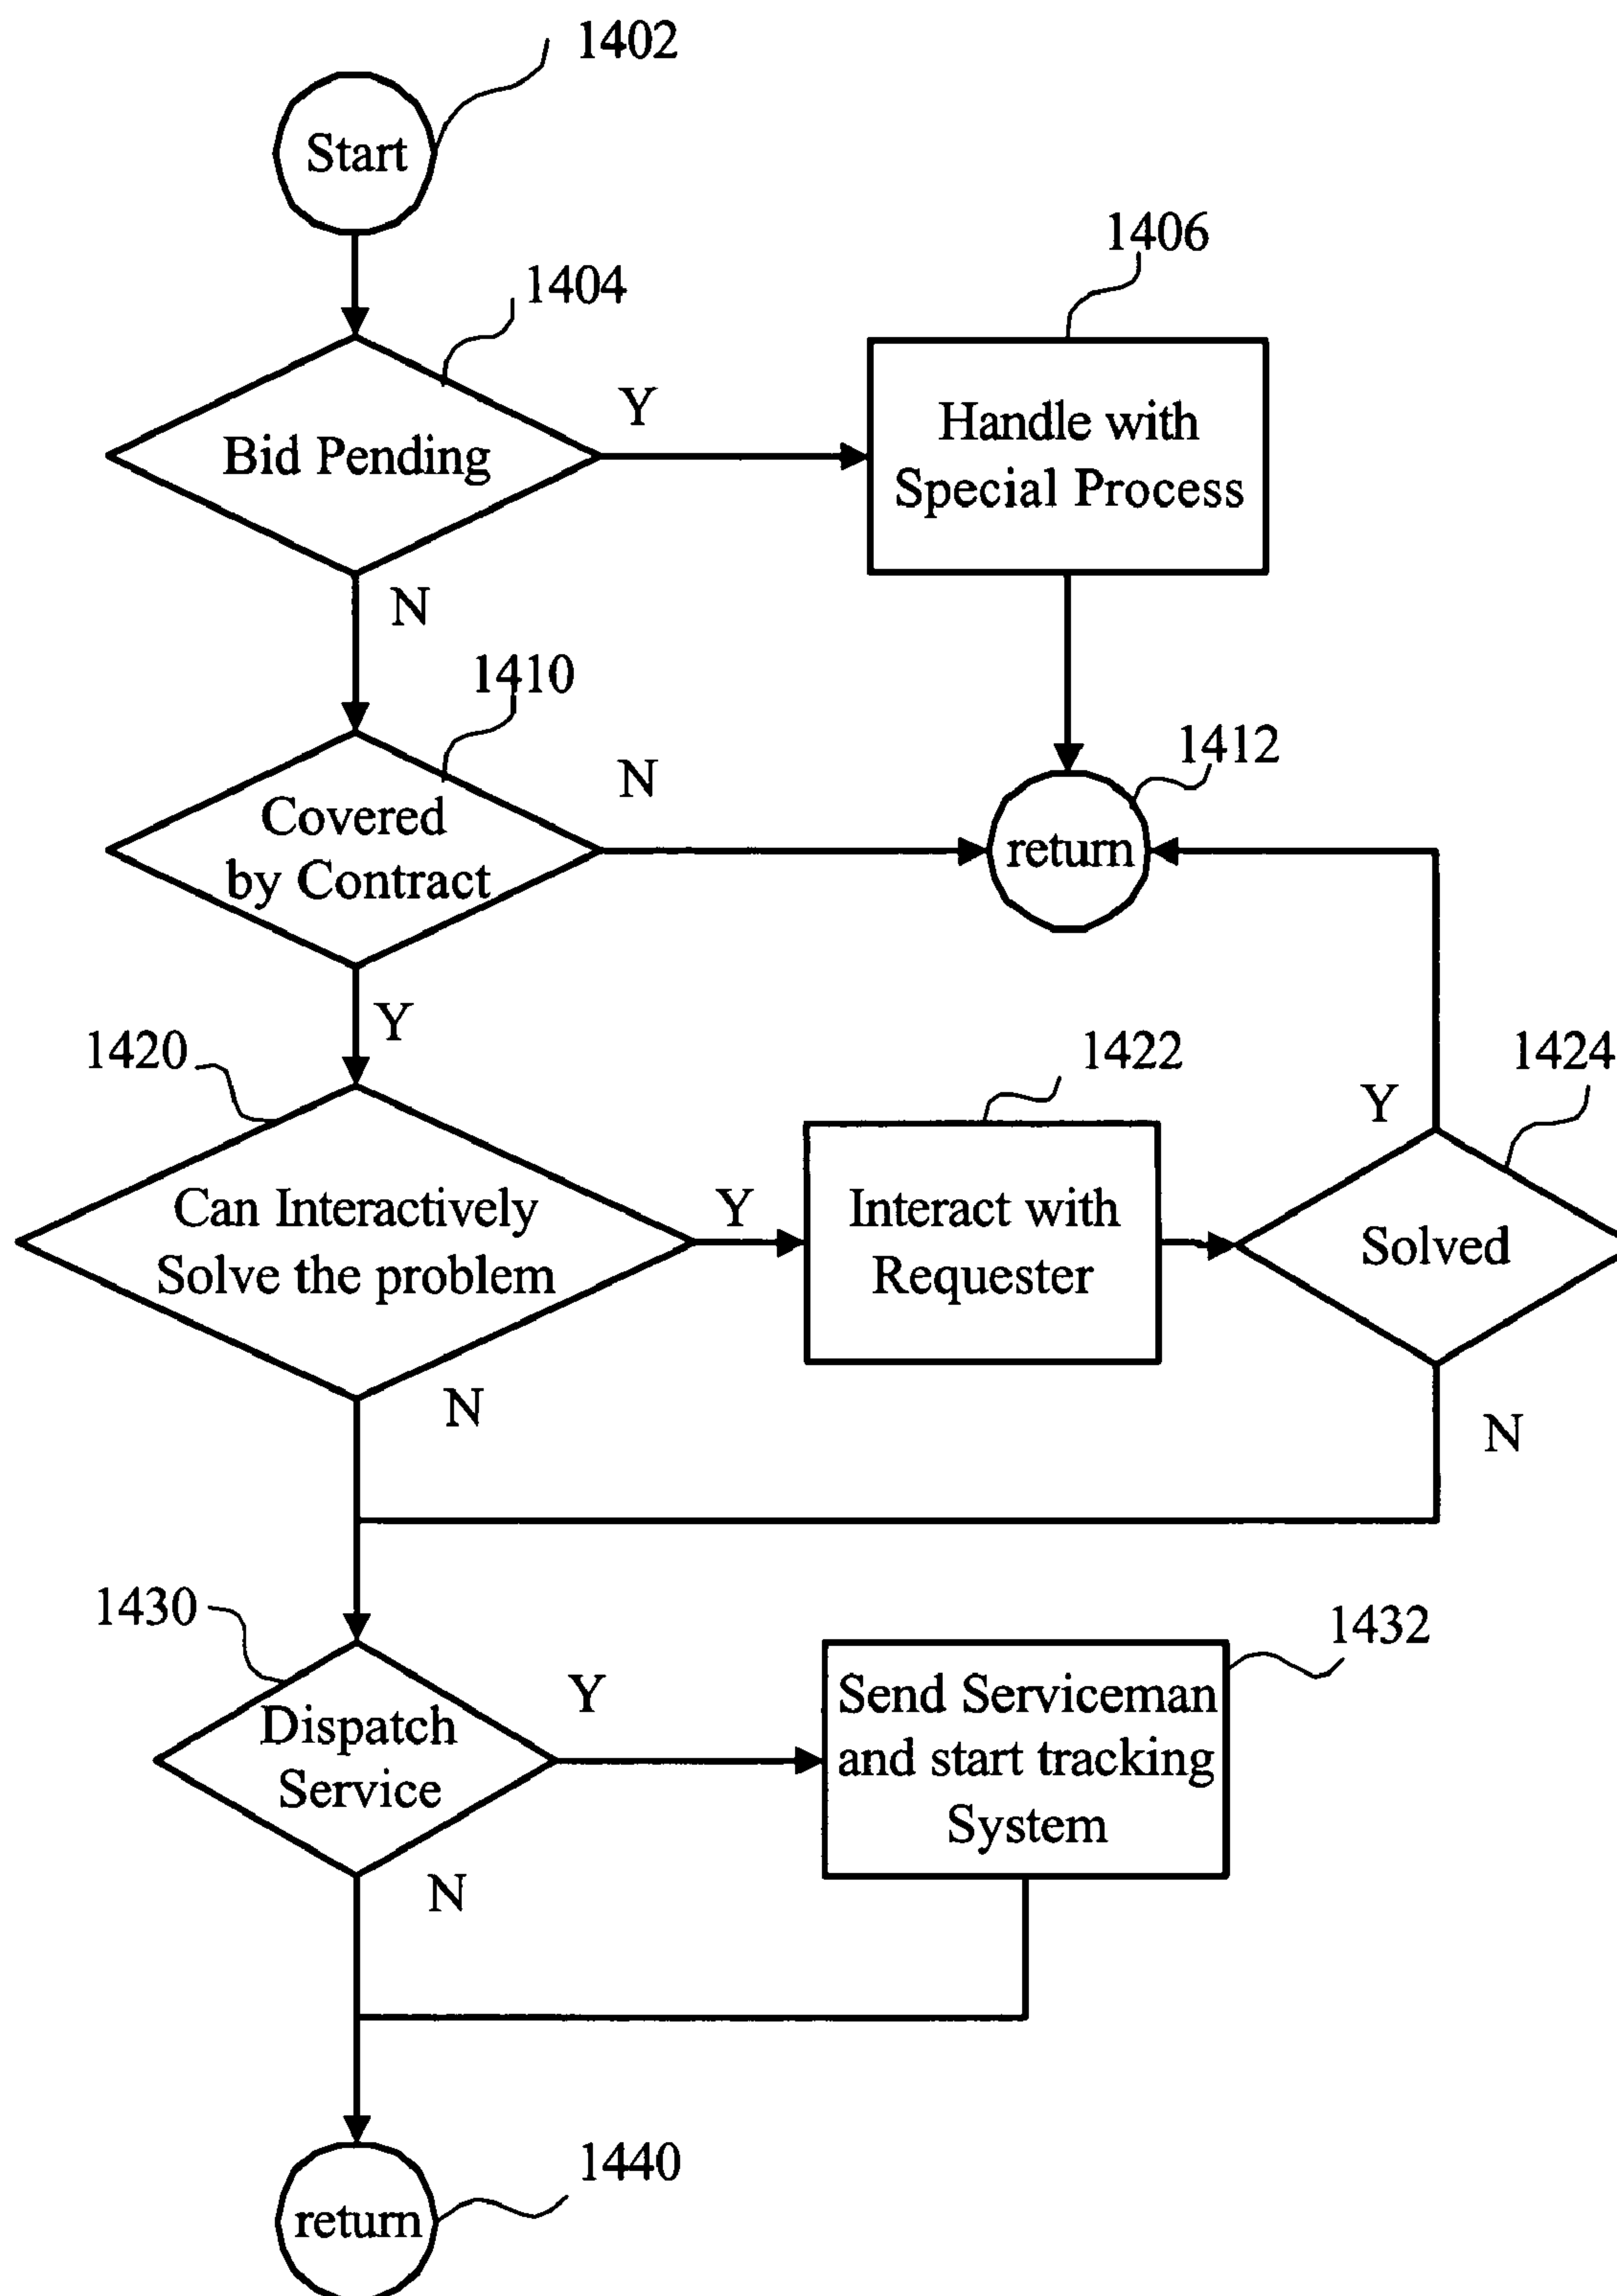 1402
Start
1404
1406
Y
Handle with
Special Process
Bid Pending
N
1410
1412
N
Covered
by Contract
return
Y
1420
1422
1424
Y
Can Interactively
Solve the problem
Y
Interact with
Requester
Solved
N
N
1430
1432
Y
Dispatch
Service
Send Serviceman
and start tracking
System
N
1440
return